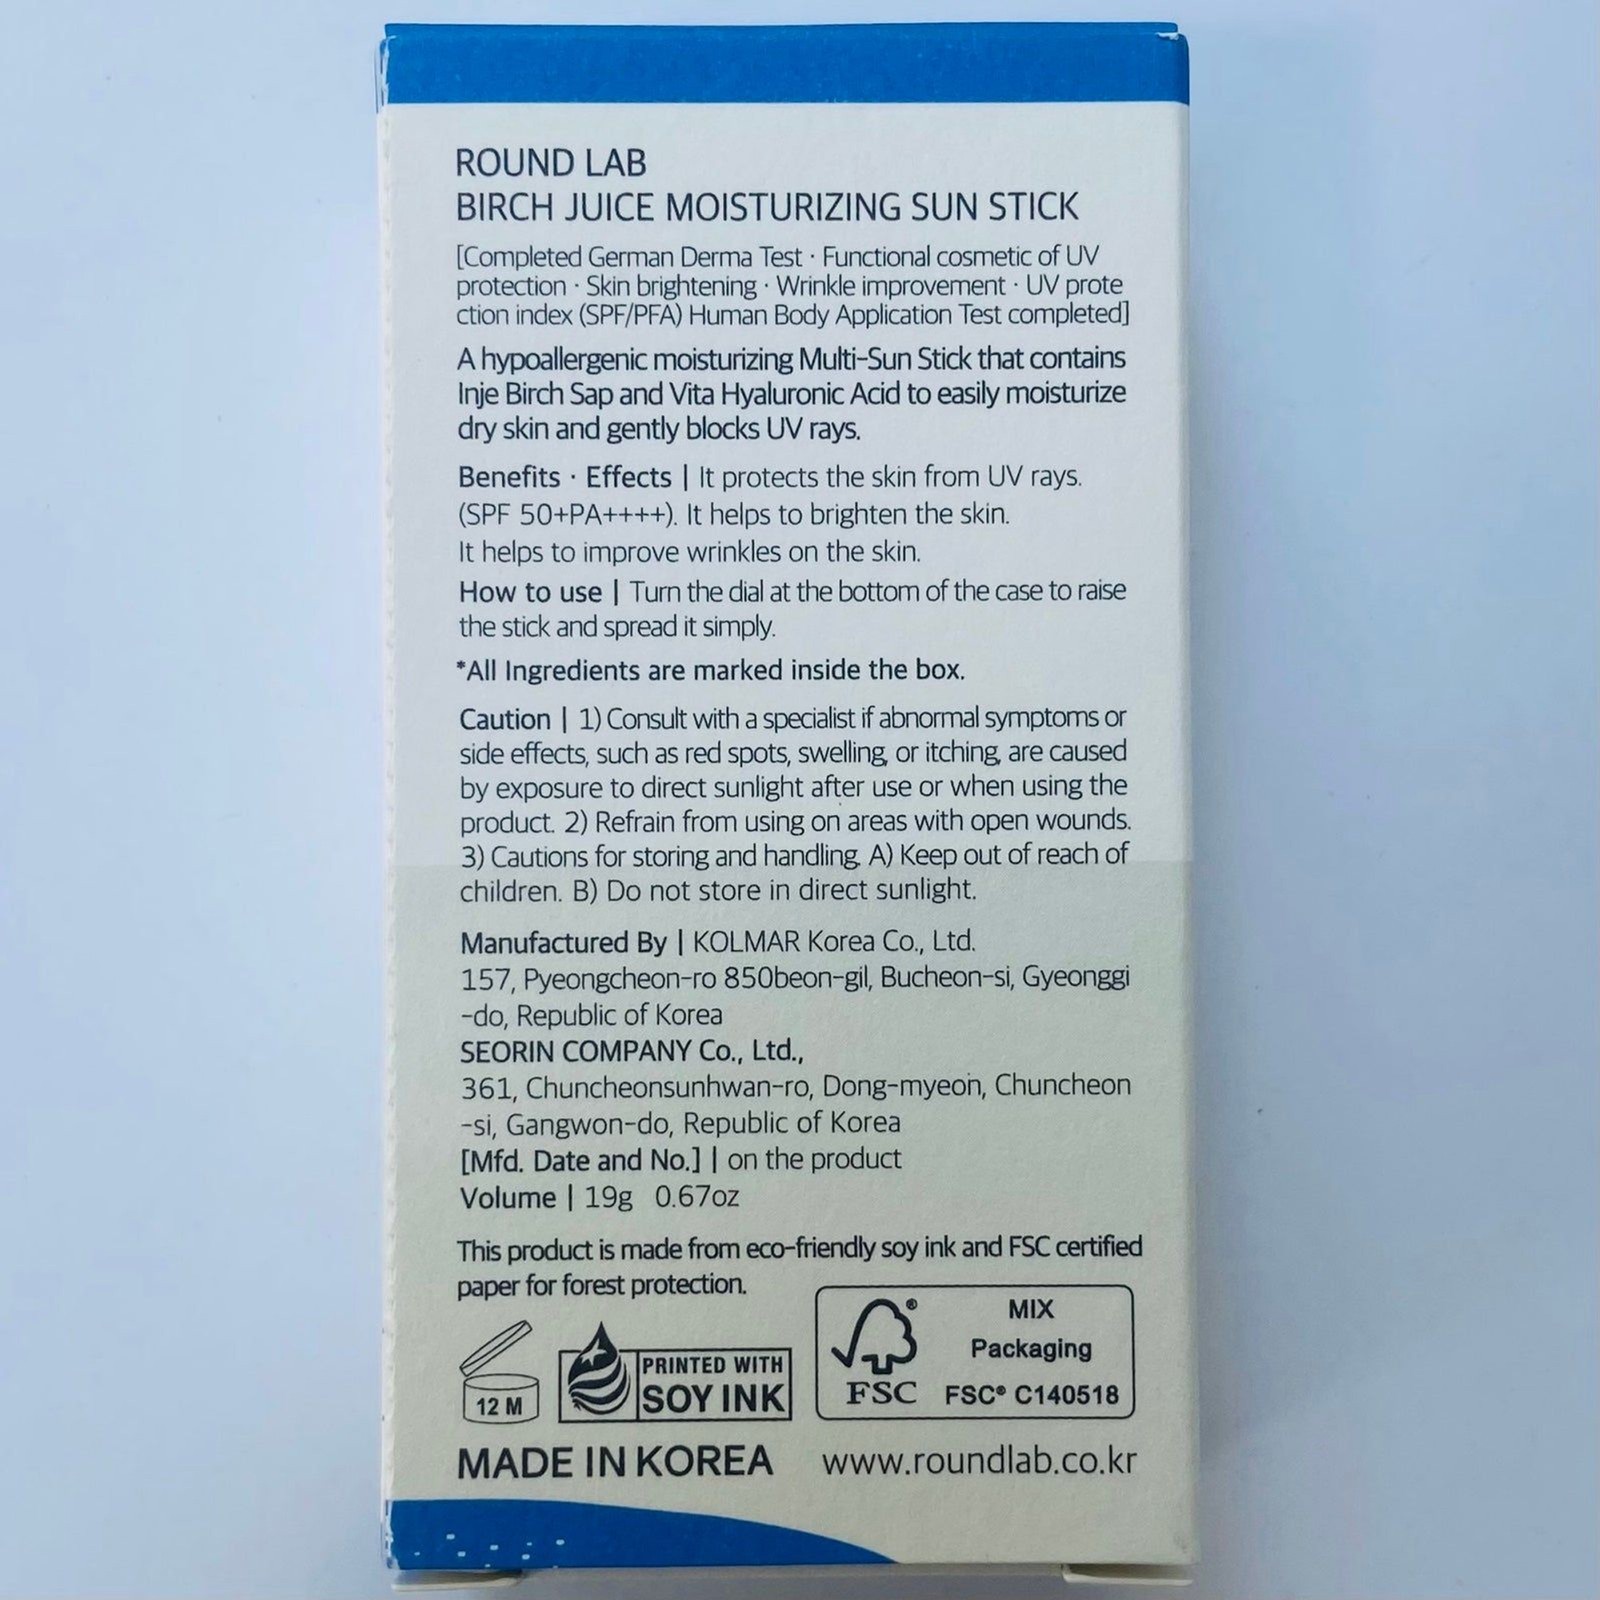 ROUND LAB
BIRCH JUICE MOISTURIZING SUN STICK
[Completed German Derma Test · Functional cosmetic of UV
protection · Skin brightening · Wrinkle improvement · UV prote
ction index (SPF/PFA) Human Body Application Test completed]
A hypoallergenic moisturizing Multi-Sun Stick that contains
Inje Birch Sap and Vita Hyaluronic Acid to easily moisturize
dry skin and gently blocks UV rays.
Benefits · Effects | It protects the skin from UV rays.
(SPF 50+PA++++). It helps to brighten the skin.
It helps to improve wrinkles on the skin.
How to use | Turn the dial at the bottom of the case to raise
the stick and spread it simply.
*All Ingredients are marked inside the box.
Caution | 1) Consult with a specialist if abnormal symptoms or
side effects, such as red spots, swelling, or itching, are caused
by exposure to direct sunlight after use or when using the
product. 2) Refrain from using on areas with open wounds.
3) Cautions for storing and handling. A) Keep out of reach of
children. B) Do not store in direct sunlight.
Manufactured By | KOLMAR Korea Co., Ltd.
157, Pyeongcheon-ro 850beon-gil, Bucheon-si, Gyeonggi
-do, Republic of Korea
SEORIN COMPANY Co., Ltd.,
361, Chuncheonsunhwan-ro, Dong-myeon, Chuncheon
-si, Gangwon-do, Republic of Korea
[Mfd. Date and No.] | on the product
Volume | 19g 0.67oz
This product is made from eco-friendly soy ink and FSC certified
paper for forest protection.
12 M
PRINTED WITH
SOY INK
®
FSC
MIX
Packaging
FSC® C140518
MADE IN KOREA
www.roundlab.co.kr